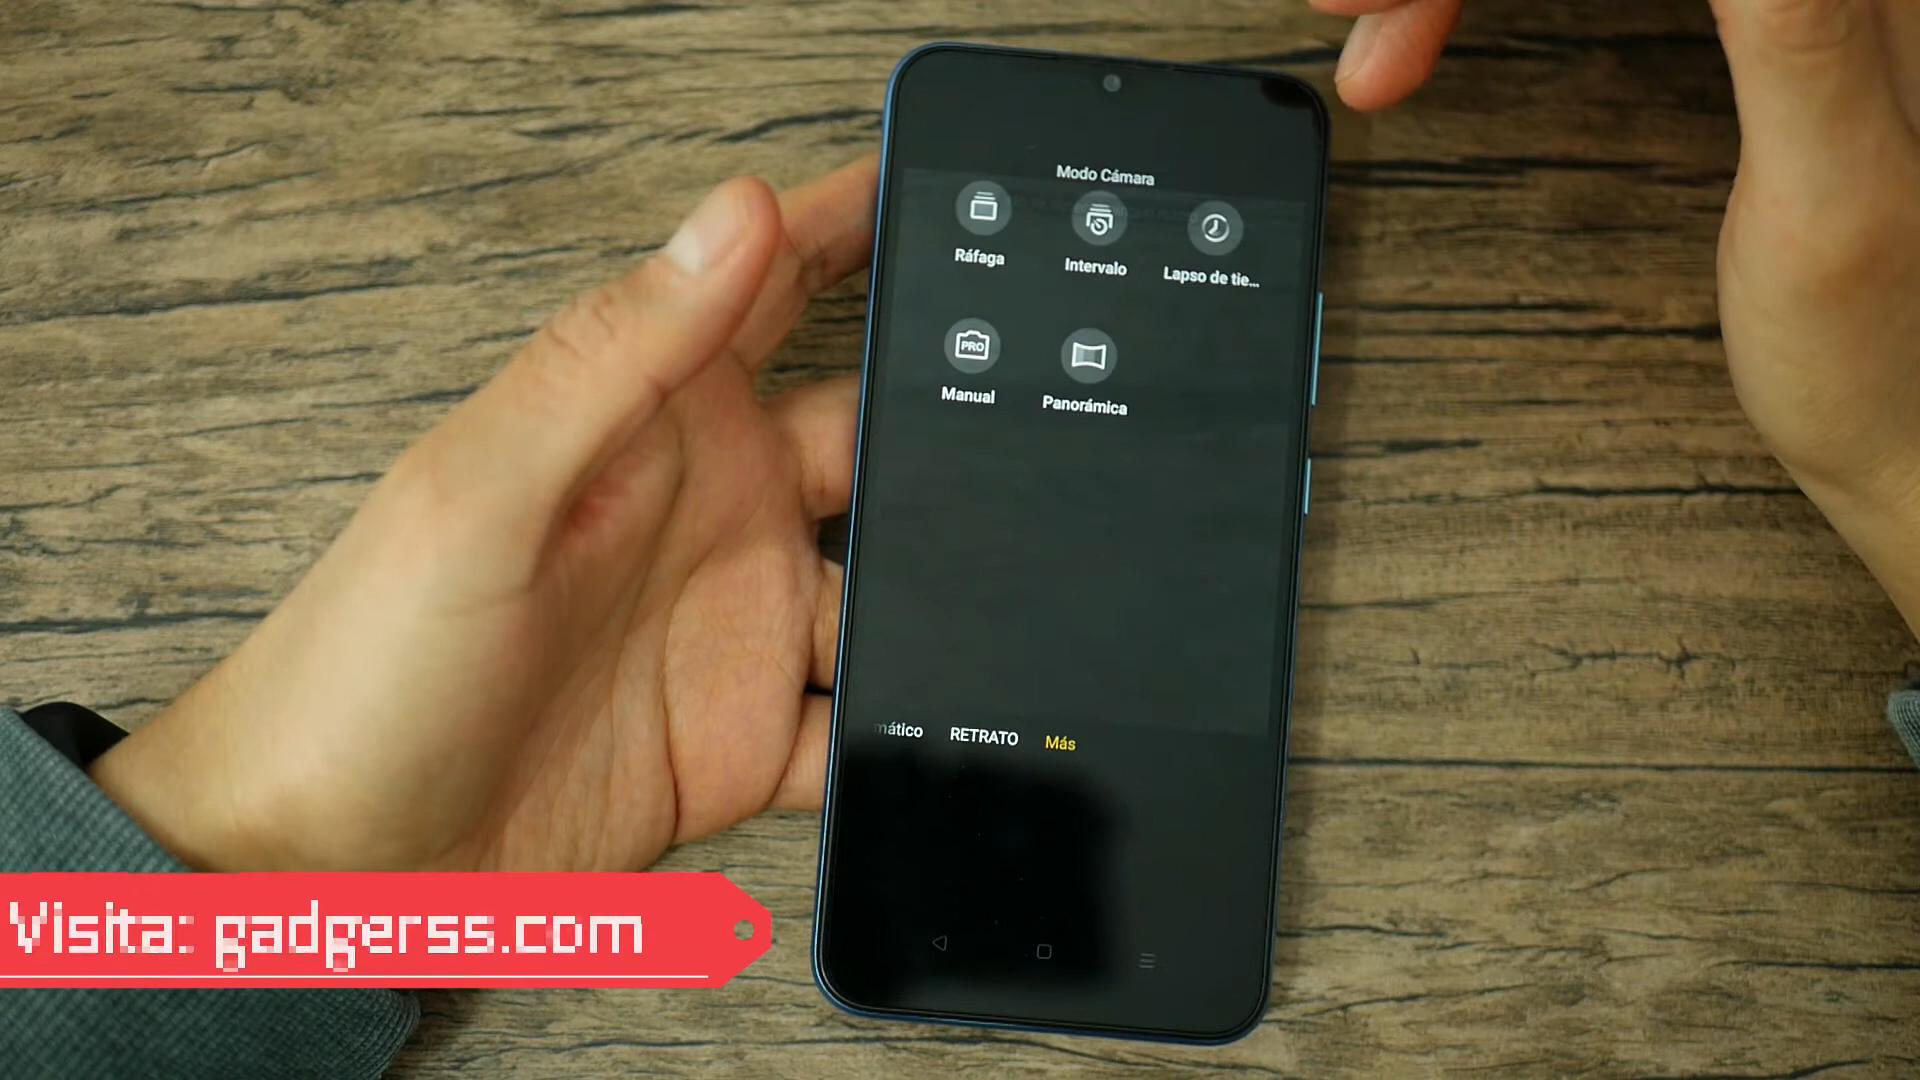 Modo Cámara
Ráfaga
Intervalo
Lapso de tie...
PRO
Manual
Panorámica
mático
RETRATO
Más
Visita: gadgerss.com